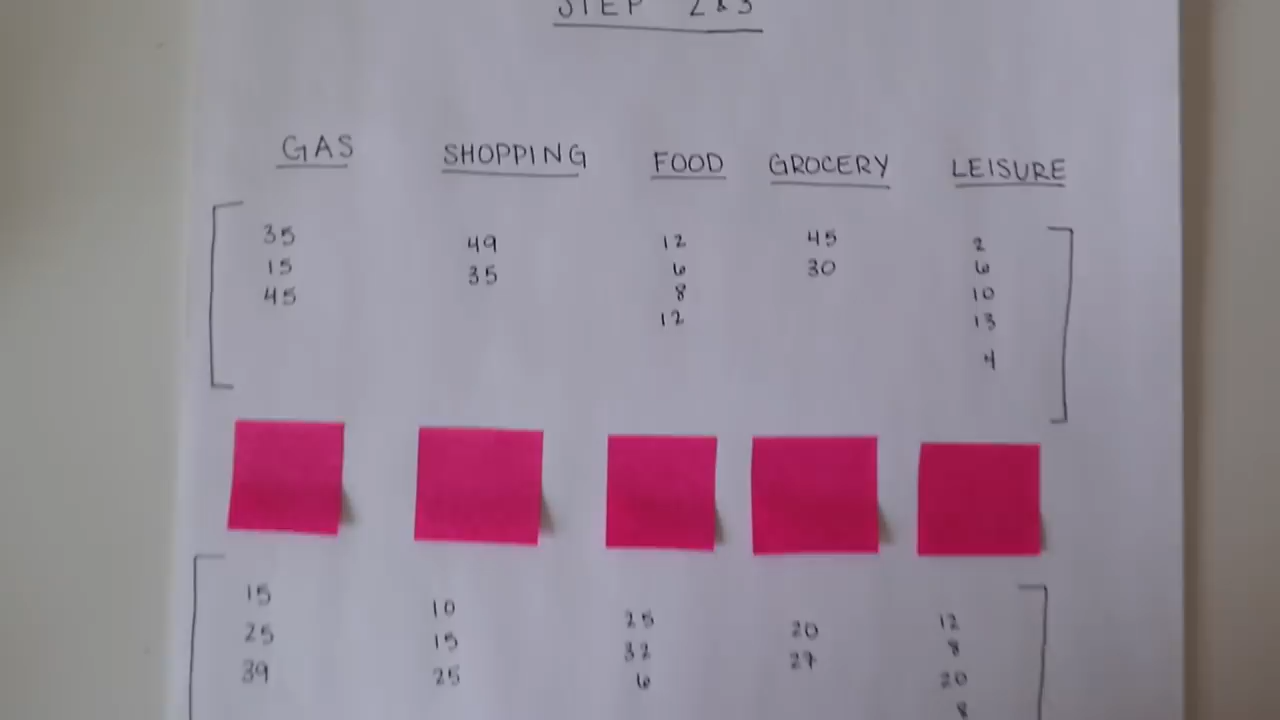 STEP 2&3
GAS SHOPPING FOOD GROCERY LEISURE
35 49 12 45 2
15 35 6 30 6
45 8 10
12 13
4
15 10 25 20 12
25 15 32 27 8
39 25 6 20
8